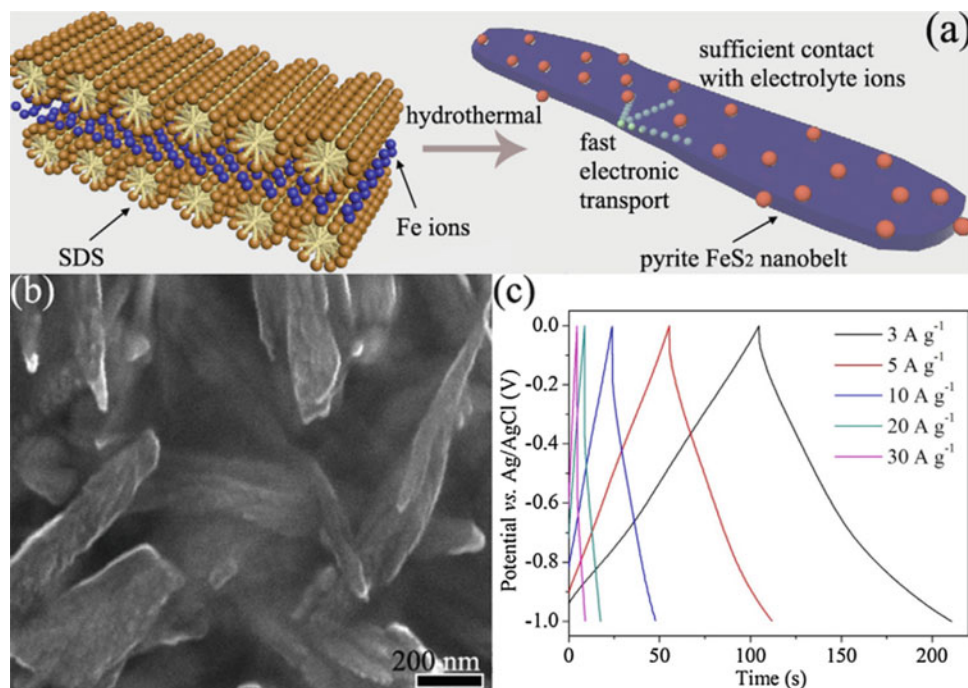 (a)
sufficient contact
with electrolyte ions
hydrothermal
fast
electronic
transport
Fe ions
SDS
pyrite FeS₂ nanobelt
(b)
200 nm
(c)
0.0
-0.2
-0.4
-0.6
-0.8
-1.0
Potential vs. Ag/AgCl (V)
3 A g⁻¹
5 A g⁻¹
10 A g⁻¹
20 A g⁻¹
30 A g⁻¹
0
50
100
150
200
Time (s)